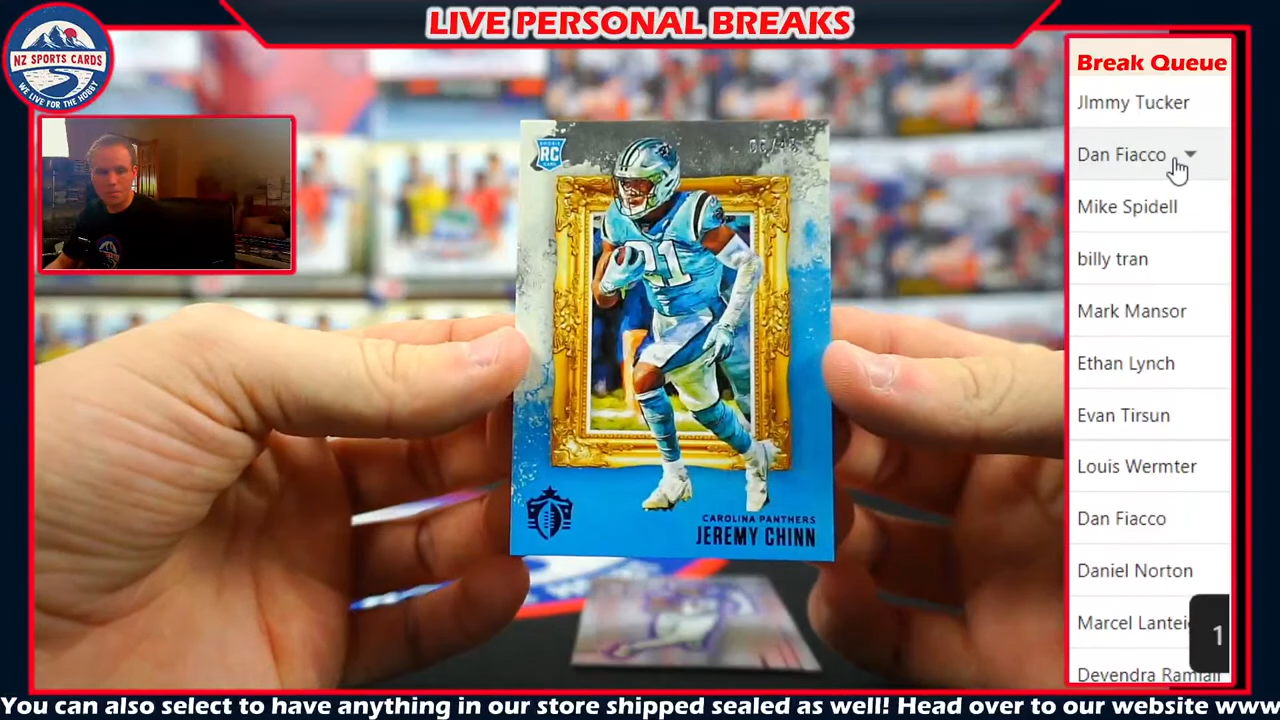 LIVE PERSONAL BREAKS
NZ SPORTS CARDS
WE LIVE FOR THE HOBBY
Break Queue
JImmy Tucker
Dan Fiacco
Mike Spidell
billy tran
Mark Mansor
Ethan Lynch
Evan Tirsun
Louis Wermter
Dan Fiacco
Daniel Norton
Marcel
1
Devendra
RC
21
CAROLINA PANTHERS
JEREMY CHINN
You can also select to have anything in our store shipped sealed as well! Head over to our website www